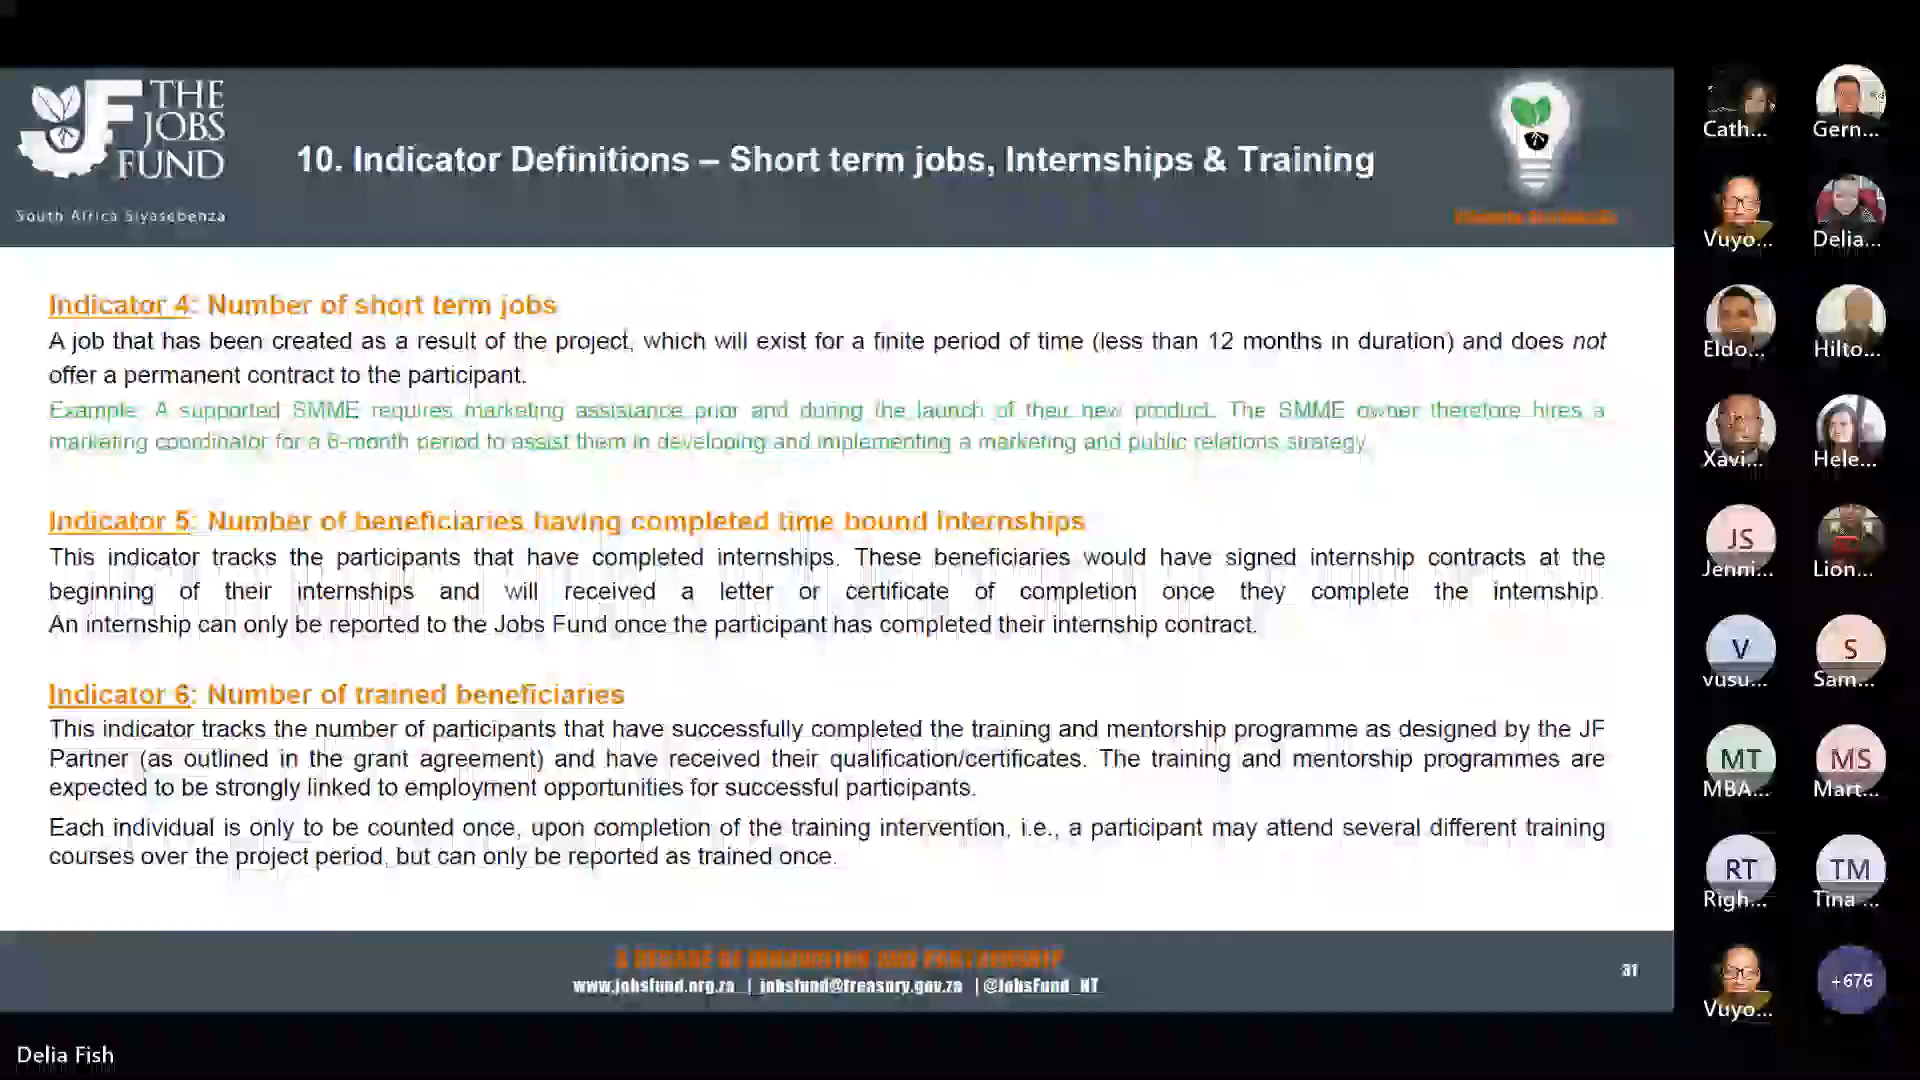 THE
JOBS
FUND
South Africa Siyasebenza
10. Indicator Definitions – Short term jobs, Internships & Training
Indicator 4: Number of short term jobs
A job that has been created as a result of the project, which will exist for a finite period of time (less than 12 months in duration) and does not
offer a permanent contract to the participant.
Example: A supported SMME requires marketing assistance prior and during the launch of their new product. The SMME owner therefore hires a
marketing coordinator for a 6-month period to assist them in developing and implementing a marketing and public relations strategy.
Indicator 5: Number of beneficiaries having completed time bound Internships
This indicator tracks the participants that have completed internships. These beneficiaries would have signed internship contracts at the
beginning of their internships and will received a letter or certificate of completion once they complete the internship.
An internship can only be reported to the Jobs Fund once the participant has completed their internship contract.
Indicator 6: Number of trained beneficiaries
This indicator tracks the number of participants that have successfully completed the training and mentorship programme as designed by the JF
Partner (as outlined in the grant agreement) and have received their qualification/certificates. The training and mentorship programmes are
expected to be strongly linked to employment opportunities for successful participants.
Each individual is only to be counted once, upon completion of the training intervention, i.e., a participant may attend several different training
courses over the project period, but can only be reported as trained once.
A DECADE OF INNOVATION AND PARTNERSHIP
www.jobsfund.org.za | jobsfund@treasury.gov.za | @JobsFund_NT
31
Cath...
Gern...
Vuyo...
Delia...
Eldo...
Hilto...
Xavi...
Hele...
JS
Jenni...
Lion...
V
vusu...
S
Sam...
MT
MBA...
MS
Mart...
RT
Righ...
TM
Tina ...
Vuyo...
+676
Delia Fish